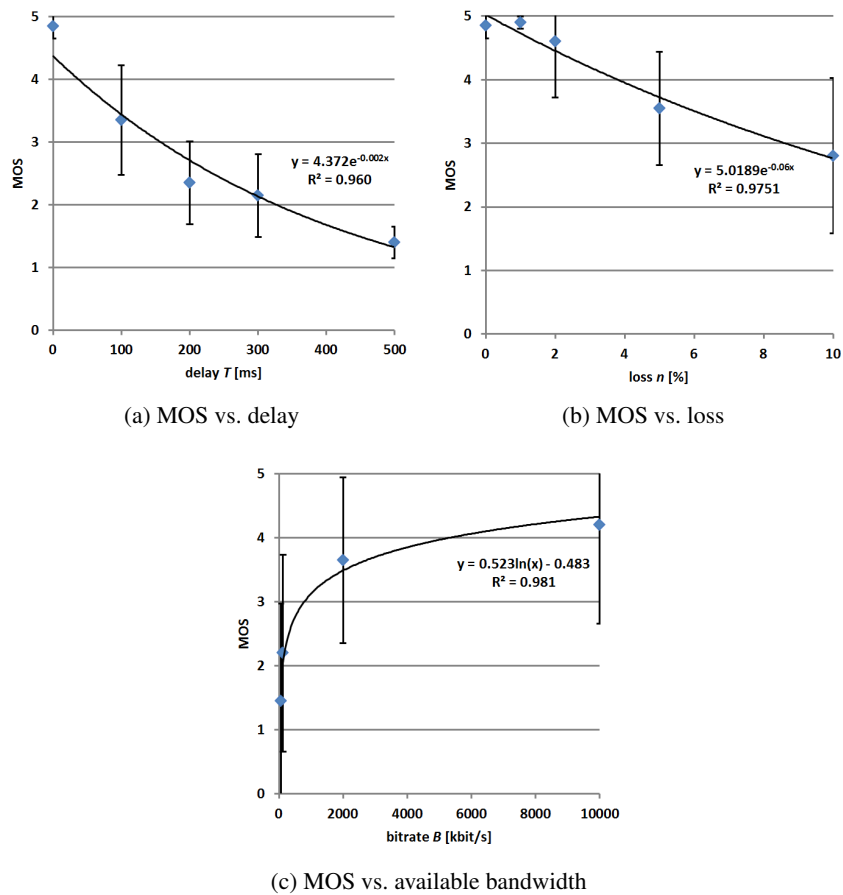 5
4
3
2
1
0
MOS
0
100
200
300
400
500
delay T [ms]
y = 4.372e^-0.002x
R² = 0.960
(a) MOS vs. delay
5
4
3
2
1
0
MOS
0
2
4
6
8
10
loss n [%]
y = 5.0189e^-0.06x
R² = 0.9751
(b) MOS vs. loss
5
4
3
2
1
0
MOS
0
2000
4000
6000
8000
10000
bitrate B [kbit/s]
y = 0.523ln(x) - 0.483
R² = 0.981
(c) MOS vs. available bandwidth